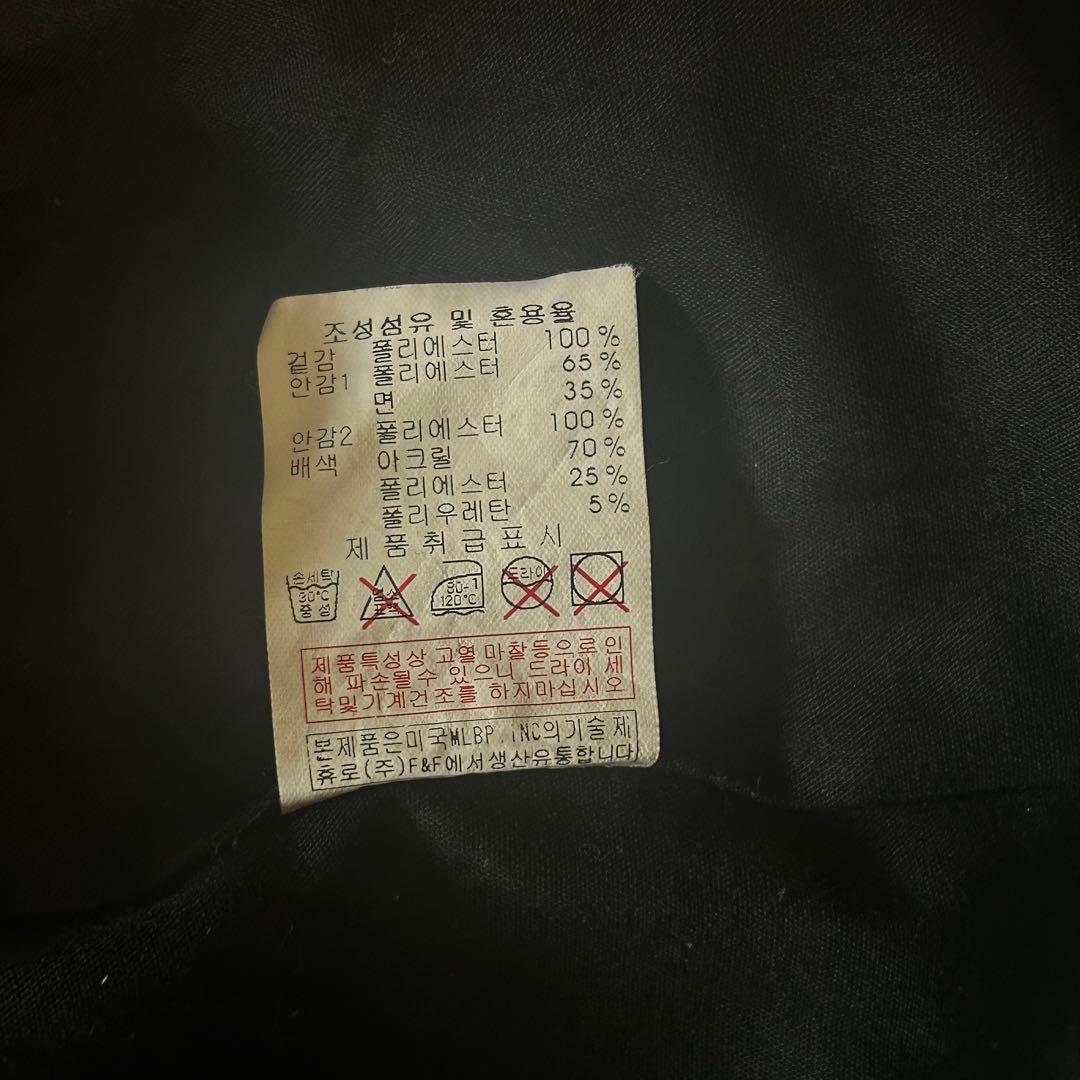 조성섬유 및 혼용율
겉감 폴리에스터 100%
안감1 폴리에스터 65%
면 35%
안감2 폴리에스터 100%
배색 아크릴 70%
폴리에스터 25%
폴리우레탄 5%
제품취급표시
손세탁
30℃
중성
염소
표백
80-1
120℃
드라이
제품특성상 고열 마찰등으로 인
해 파손될수 있으니 드라이 세
탁및기계건조를 하지마십시오
본제품은미국MLBP, INC의기술 제
휴로(주)F&F에서생산유통합니다